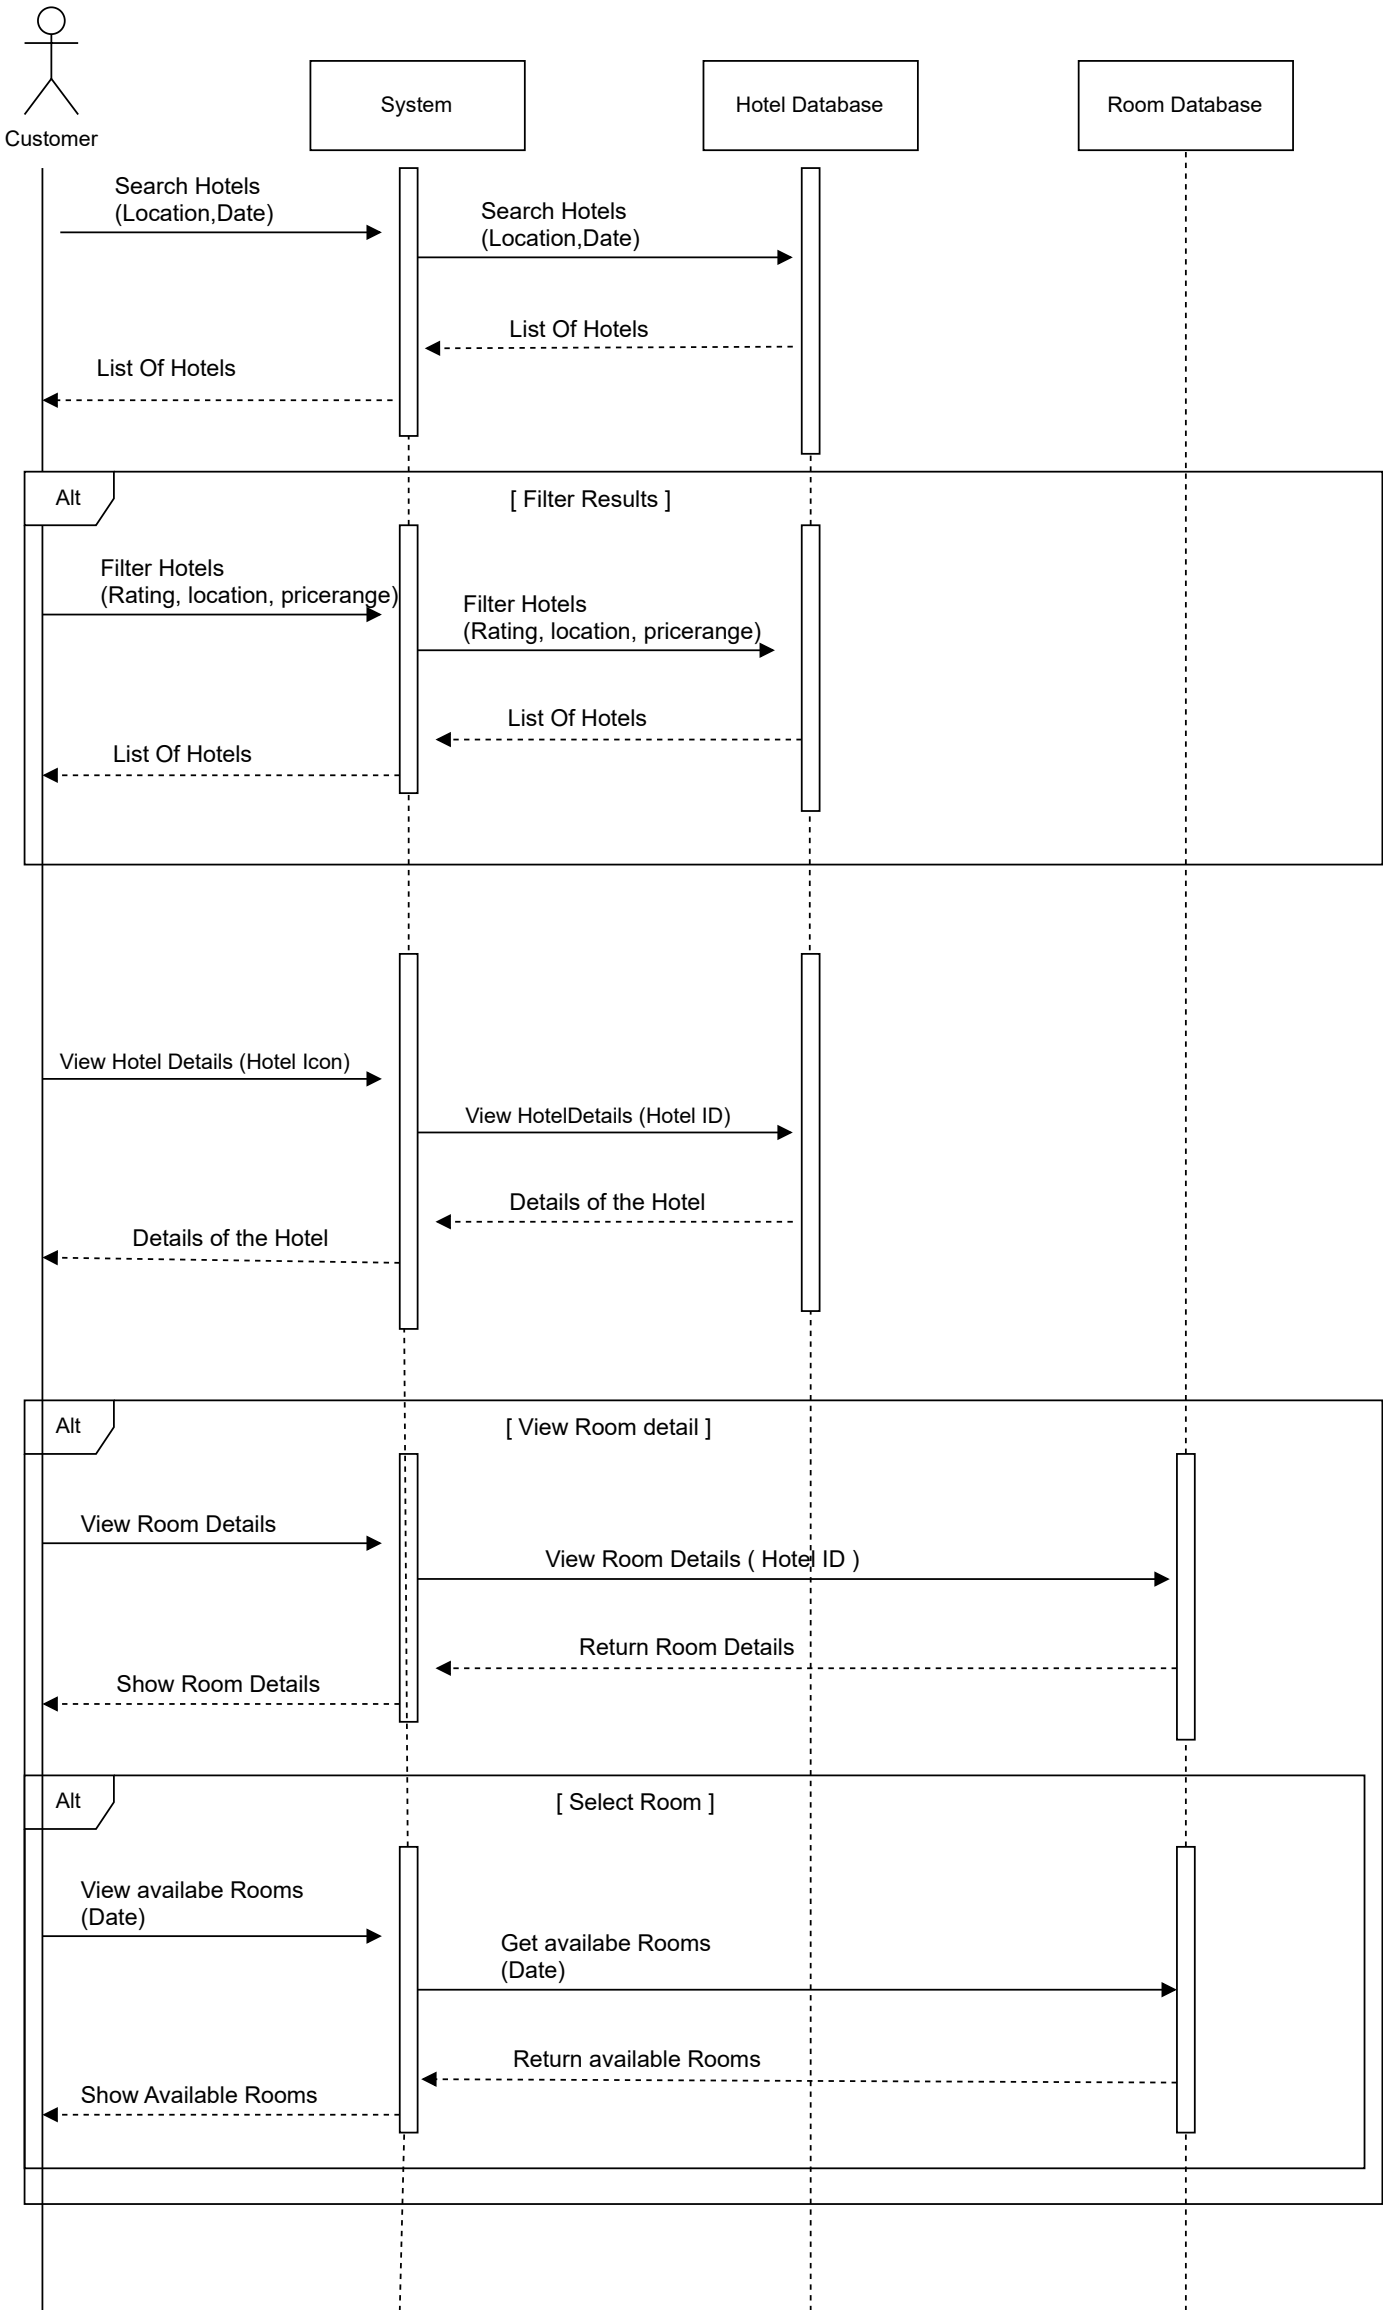 Customer
System
Hotel Database
Room Database
Search Hotels
(Location,Date)
Search Hotels
(Location,Date)
List Of Hotels
List Of Hotels
Alt
[ Filter Results ]
Filter Hotels
(Rating, location, pricerange)
Filter Hotels
(Rating, location, pricerange)
List Of Hotels
List Of Hotels
View Hotel Details (Hotel Icon)
View HotelDetails (Hotel ID)
Details of the Hotel
Details of the Hotel
Alt
[ View Room detail ]
View Room Details
View Room Details ( Hotel ID )
Return Room Details
Show Room Details
Alt
[ Select Room ]
View availabe Rooms
(Date)
Get availabe Rooms
(Date)
Return available Rooms
Show Available Rooms